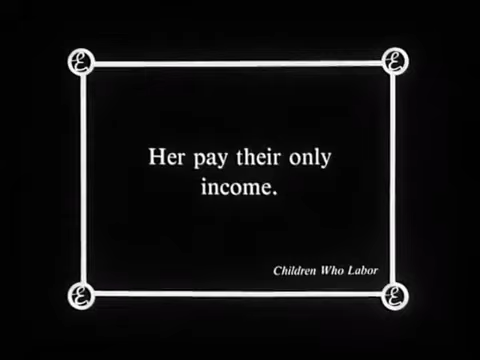 Her pay their only
income.
Children Who Labor
E E
E E